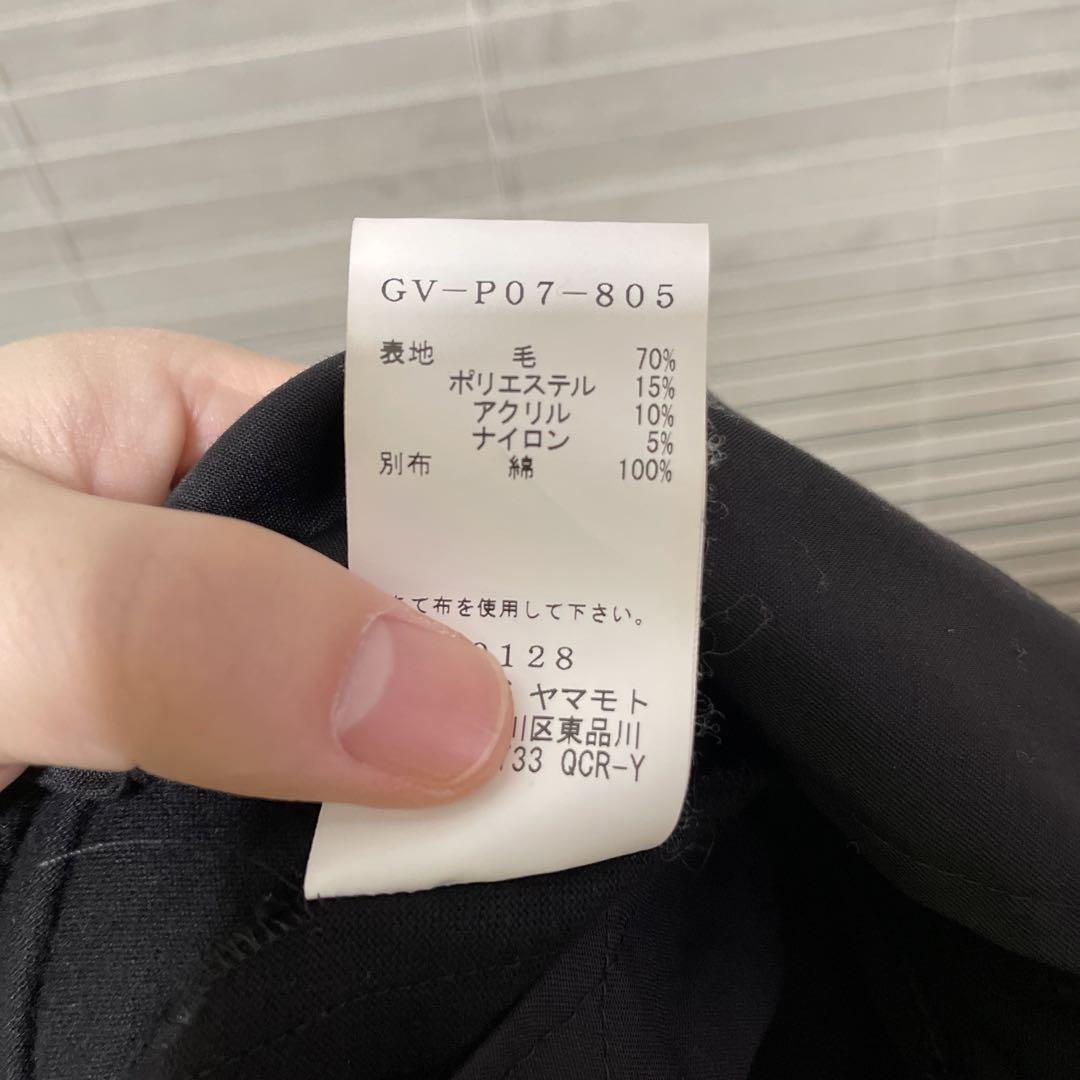 GV-P07-805
表地 毛 70%
ポリエステル 15%
アクリル 10%
ナイロン 5%
別布 綿 100%
て布を使用して下さい。
128
ヤマモト
川区東品川
733 QCR-Y